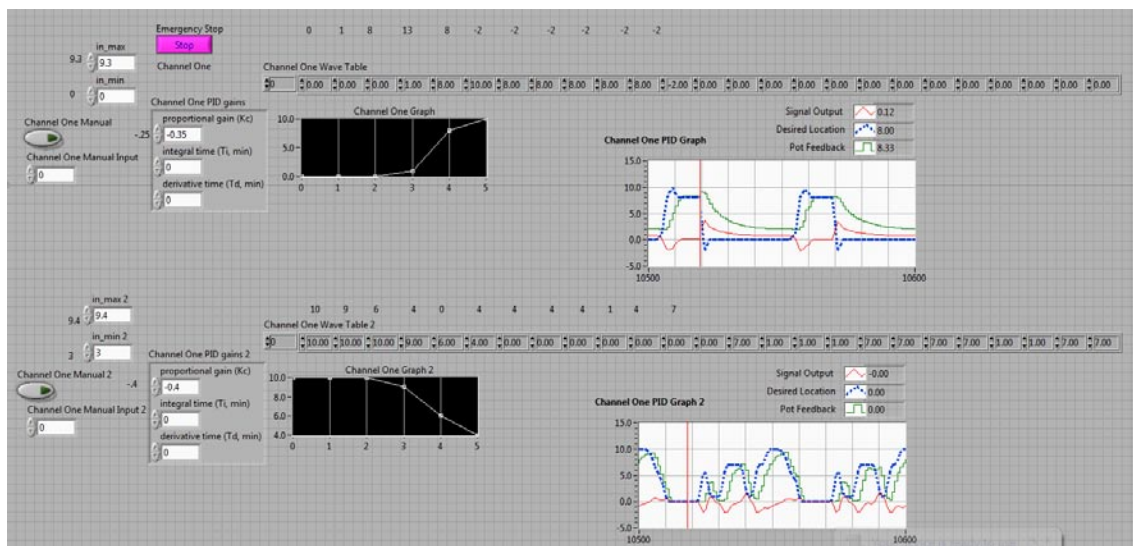 Emergency Stop
Stop
0 1 8 13 8 -2 -2 -2 -2 -2 -2
in_max
9.3 9.3
in_min
0 0
Channel One
Channel One Wave Table
0 0.00 0.00 0.00 1.00 8.00 10.00 8.00 8.00 8.00 8.00 8.00 8.00 -2.00 0.00 0.00 0.00 0.00 0.00 0.00 0.00 0.00 0.00
Channel One Manual
Channel One Manual Input
0
Channel One PID gains
proportional gain (Kc)
-.25 -0.35
integral time (Ti, min)
0
derivative time (Td, min)
0
Channel One Graph
10.0
5.0
0.0
0 1 2 3 4 5
Channel One PID Graph
Signal Output 0.12
Desired Location 8.00
Pot Feedback 8.33
15.0
10.0
5.0
0.0
-5.0
10500 10600
in_max 2
9.4 9.4
in_min 2
3 3
10 9 6 4 0 4 4 4 4 1 4 7
Channel One Wave Table 2
0 10.00 10.00 10.00 9.00 6.00 4.00 0.00 0.00 0.00 0.00 0.00 0.00 7.00 1.00 1.00 7.00 7.00 7.00 1.00 1.00 7.00 7.00
Channel One Manual 2
Channel One Manual Input 2
0
Channel One PID gains 2
proportional gain (Kc)
-.4 -0.4
integral time (Ti, min)
0
derivative time (Td, min)
0
Channel One Graph 2
10.0
8.0
6.0
4.0
0 1 2 3 4 5
Channel One PID Graph 2
Signal Output -0.00
Desired Location 0.00
Pot Feedback 0.00
15.0
10.0
5.0
0.0
-5.0
10500 10600